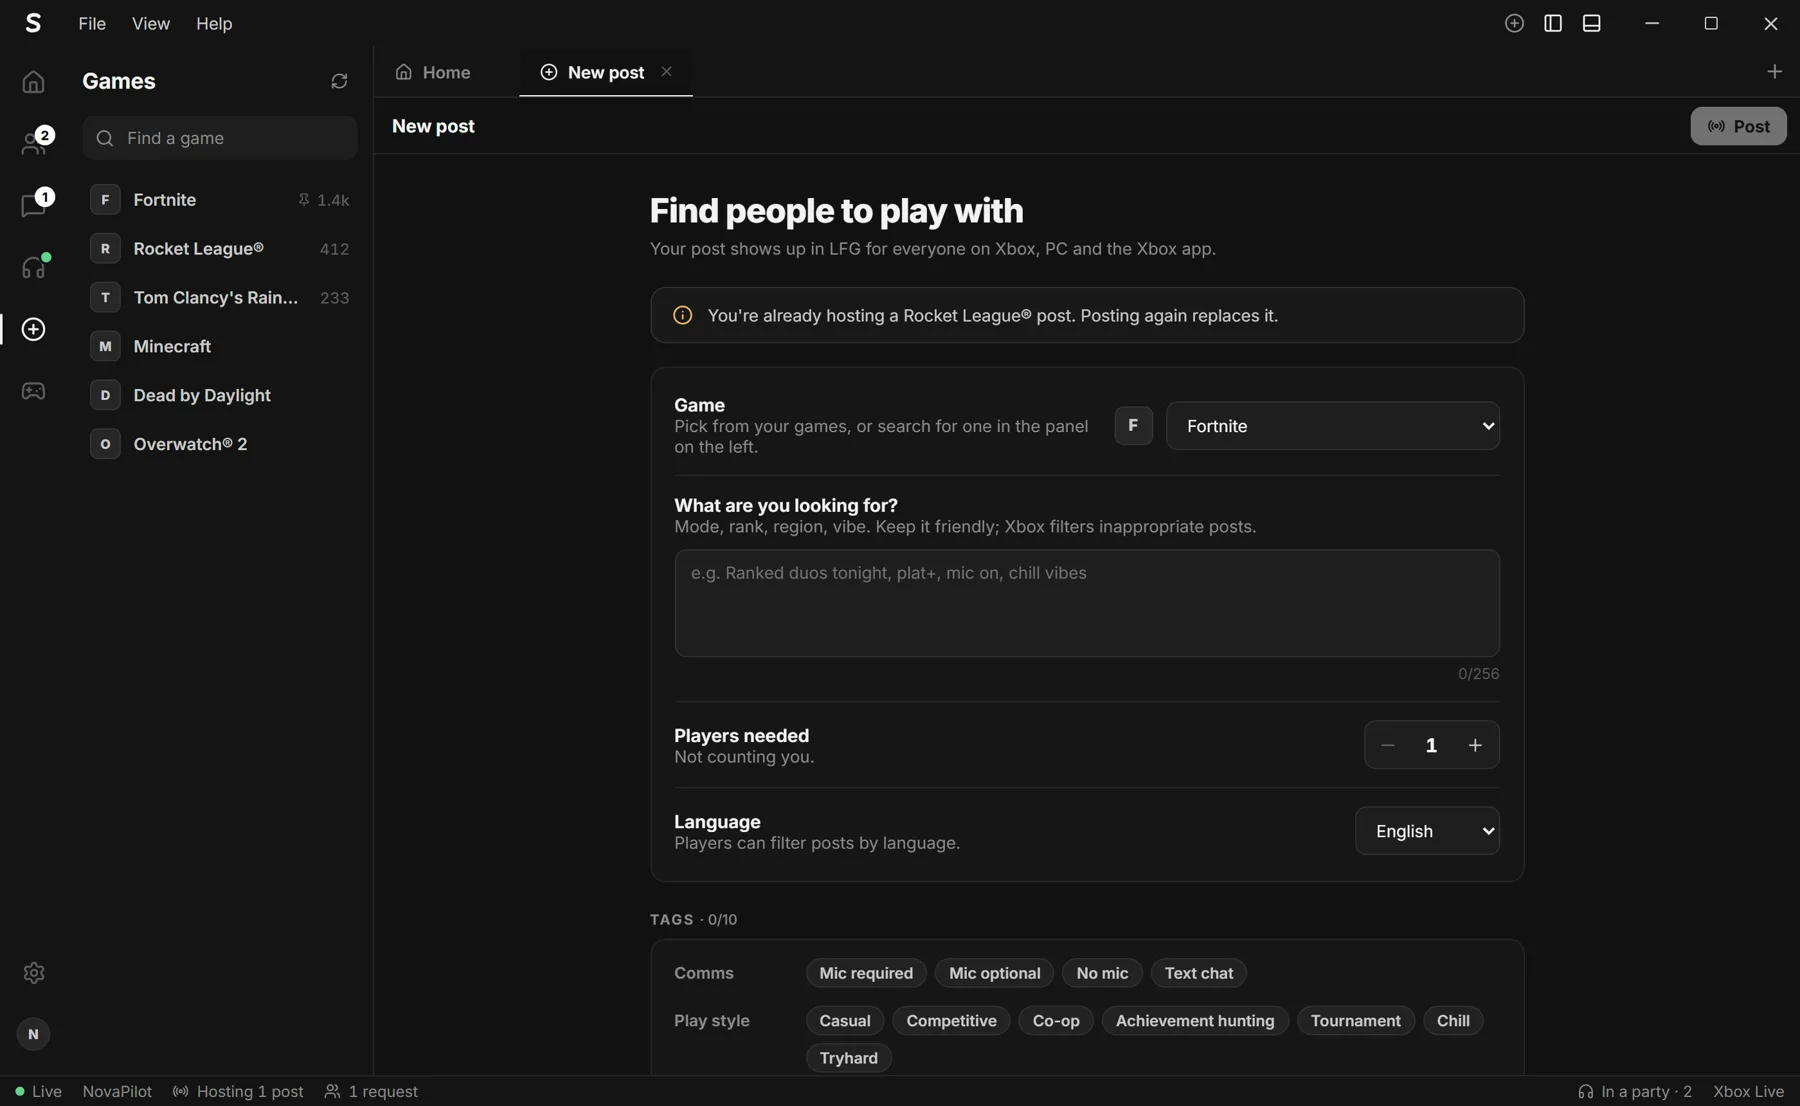 S File View Help
Games
2
Find a game
1
F Fortnite 1.4k
R Rocket League® 412
T Tom Clancy's Rain... 233
M Minecraft
D Dead by Daylight
O Overwatch® 2
N
Home New post
New post Post
Find people to play with
Your post shows up in LFG for everyone on Xbox, PC and the Xbox app.
You're already hosting a Rocket League® post. Posting again replaces it.
Game
Pick from your games, or search for one in the panel
on the left.
F Fortnite
What are you looking for?
Mode, rank, region, vibe. Keep it friendly; Xbox filters inappropriate posts.
e.g. Ranked duos tonight, plat+, mic on, chill vibes
0/256
Players needed
Not counting you.
1
Language
Players can filter posts by language.
English
TAGS · 0/10
Comms Mic required Mic optional No mic Text chat
Play style Casual Competitive Co-op Achievement hunting Tournament Chill
Tryhard
Live NovaPilot Hosting 1 post 1 request In a party · 2 Xbox Live